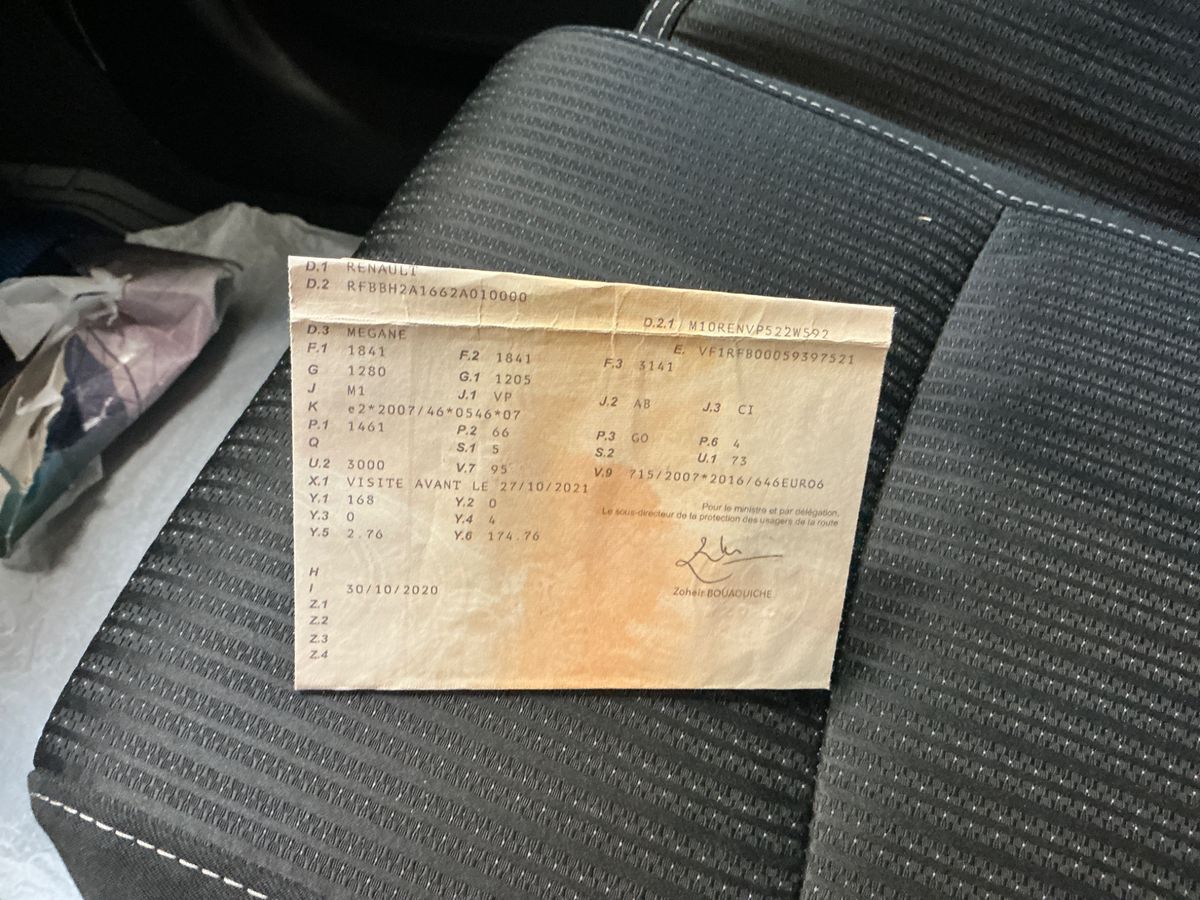 D.1 RENAULT
D.2 RFBBH2A1662A010000
D.2.1 M10RENVP522W592
D.3 MEGANE E. VF1RFB00059397521
F.1 1841 F.2 1841 F.3 3141
G 1280 G.1 1205
J M1 J.1 VP J.2 AB J.3 CI
K e2*2007/46*0546*07
P.1 1461 P.2 66 P.3 GO P.6 4
Q S.1 5 S.2 U.1 73
U.2 3000 V.7 95 V.9 715/2007*2016/646EURO6
X.1 VISITE AVANT LE 27/10/2021
Y.1 168 Y.2 0
Y.3 0 Y.4 4
Y.5 2.76 Y.6 174.76
Pour le ministre et par délégation,
Le sous-directeur de la protection des usagers de la route
H
I 30/10/2020
Zoheir BOUAOUICHE
Z.1
Z.2
Z.3
Z.4